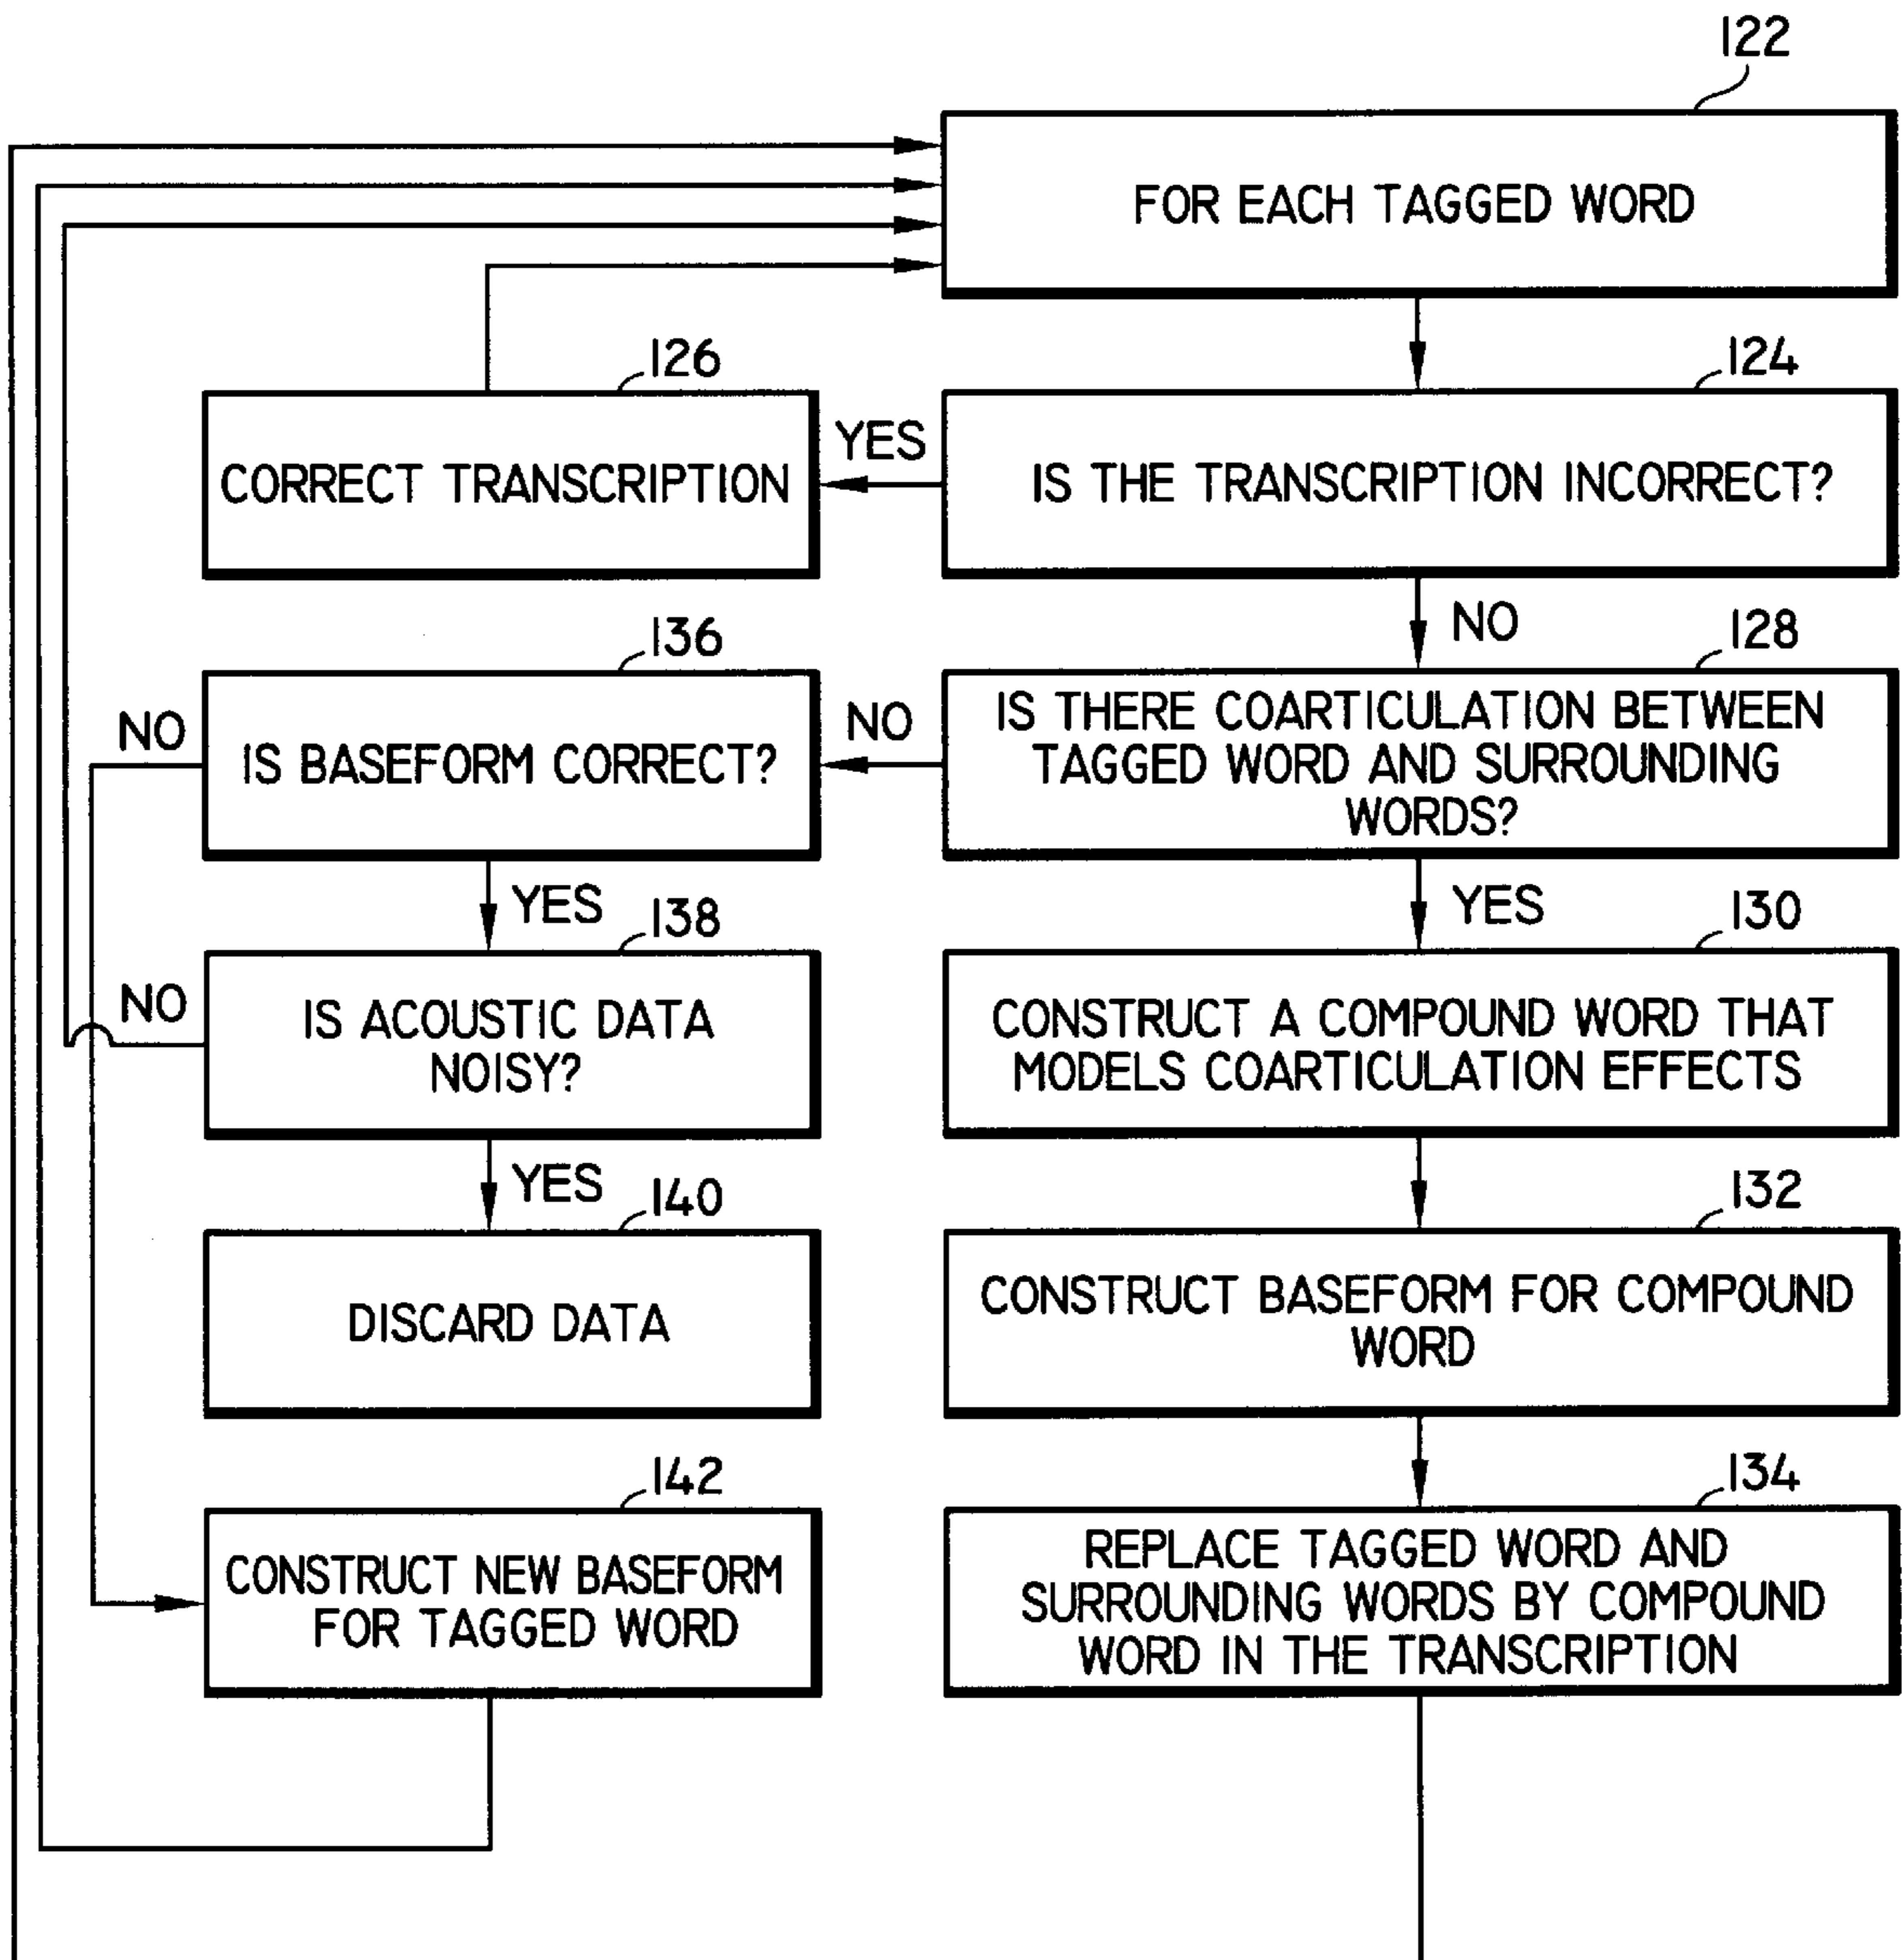 122
FOR EACH TAGGED WORD
126
124
CORRECT TRANSCRIPTION
YES
IS THE TRANSCRIPTION INCORRECT?
NO
136
128
NO
IS BASEFORM CORRECT?
NO
IS THERE COARTICULATION BETWEEN
TAGGED WORD AND SURROUNDING
WORDS?
YES
YES
138
130
NO
IS ACOUSTIC DATA
NOISY?
CONSTRUCT A COMPOUND WORD THAT
MODELS COARTICULATION EFFECTS
YES
140
132
DISCARD DATA
CONSTRUCT BASEFORM FOR COMPOUND
WORD
142
134
CONSTRUCT NEW BASEFORM
FOR TAGGED WORD
REPLACE TAGGED WORD AND
SURROUNDING WORDS BY COMPOUND
WORD IN THE TRANSCRIPTION